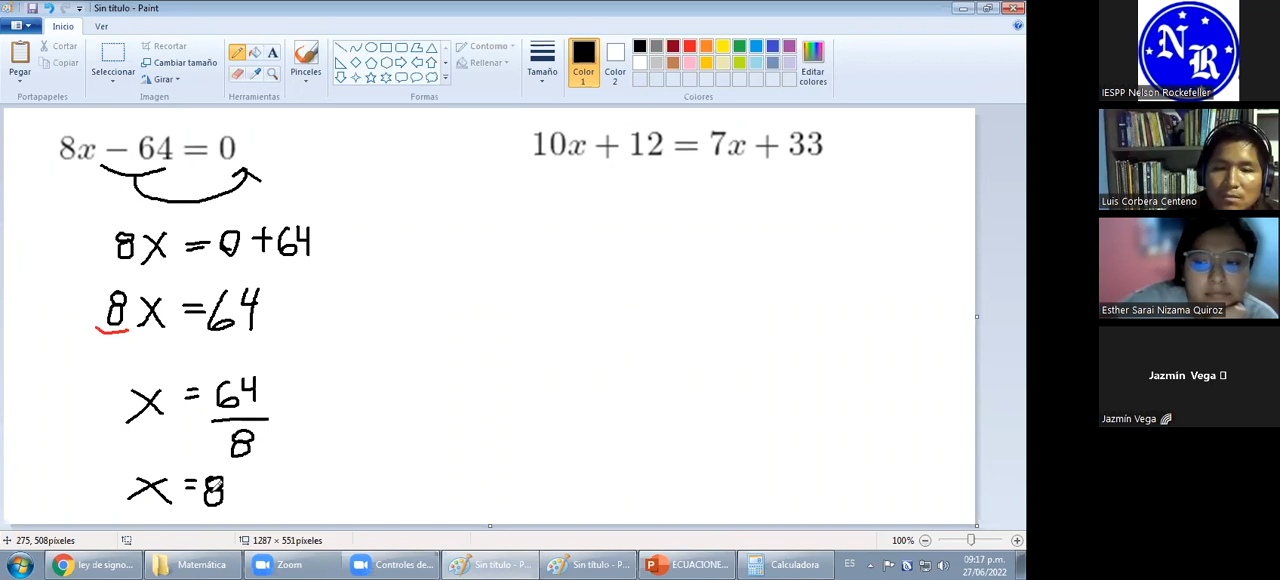 Sin título - Paint
Inicio
Ver
Pegar
Cortar
Copiar
Portapapeles
Seleccionar
Recortar
Cambiar tamaño
Girar
Imagen
A
Herramientas
Pinceles
Contorno
Rellenar
Formas
Tamaño
Color
1
Color
2
Editar
colores
Colores
8x − 64 = 0
8x = 0 + 64
8x = 64
x = 64
8
x = 8
10x + 12 = 7x + 33
NR
IESPP Nelson Rockefeller
Luis Corbera Centeno
Esther Sarai Nizama Quiroz
Jazmin Vega
Jazmín Vega
275, 508píxeles
1287 × 551píxeles
100%
ley de signo...
Matemática
Zoom
Controles de...
Sin título - P...
Sin título - P...
ECUACIONE...
Calculadora
ES
09:17 p.m.
27/06/2022